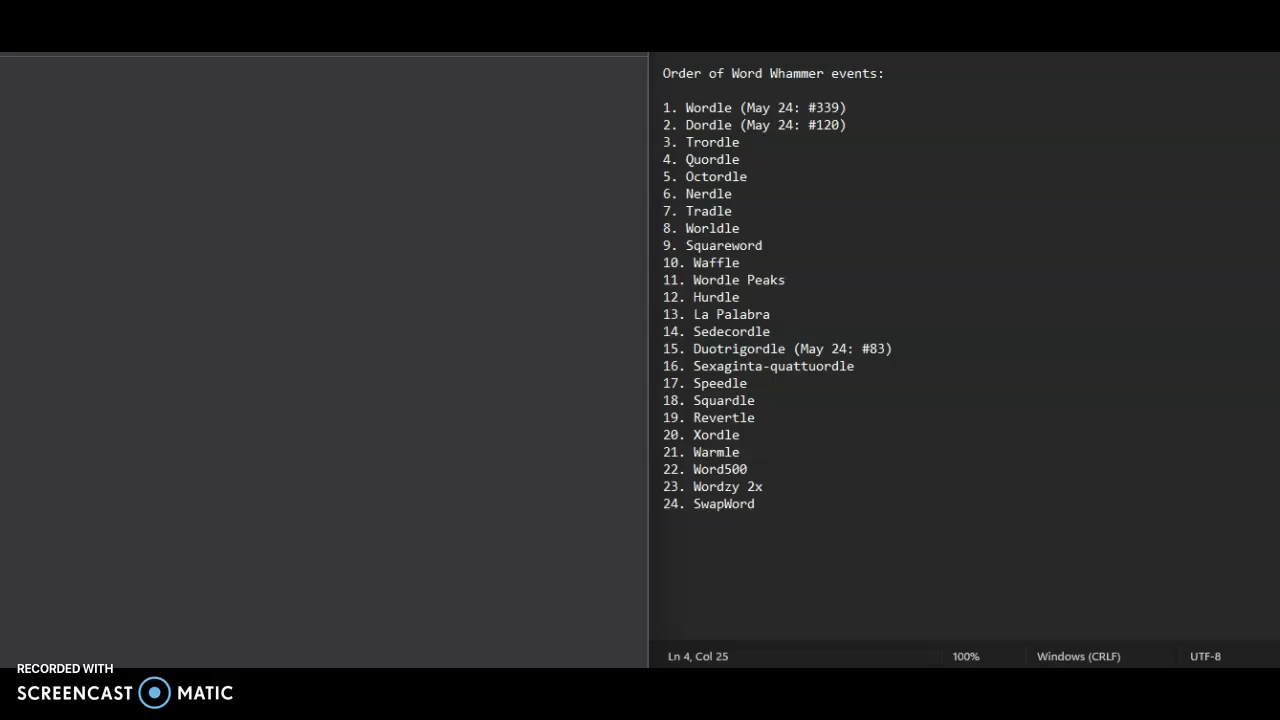 Order of Word Whammer events:
1. Wordle (May 24: #339)
2. Dordle (May 24: #120)
3. Trordle
4. Quordle
5. Octordle
6. Nerdle
7. Tradle
8. Worldle
9. Squareword
10. Waffle
11. Wordle Peaks
12. Hurdle
13. La Palabra
14. Sedecordle
15. Duotrigordle (May 24: #83)
16. Sexaginta-quattuordle
17. Speedle
18. Squardle
19. Revertle
20. Xordle
21. Warmle
22. Word500
23. Wordzy 2x
24. SwapWord
Ln 4, Col 25 100% Windows (CRLF) UTF-8
RECORDED WITH
SCREENCAST MATIC